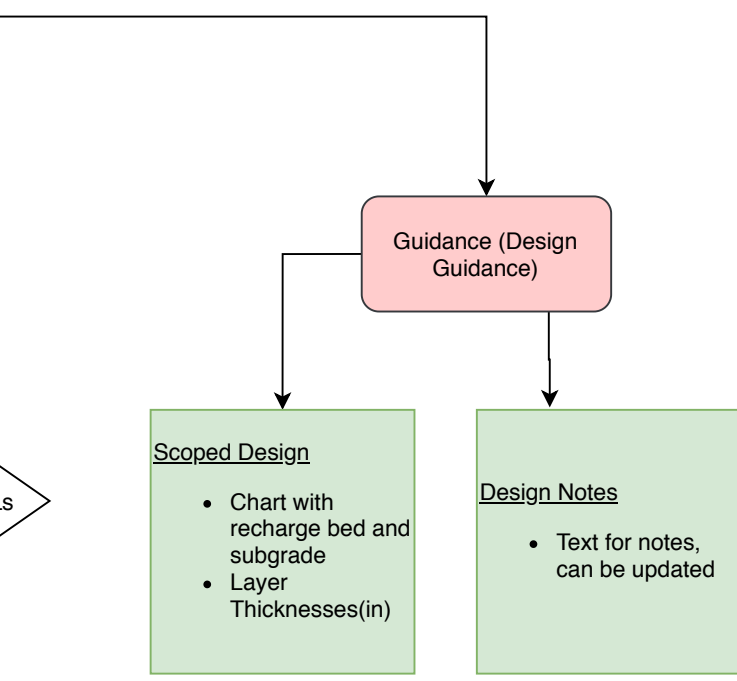 Guidance (Design
Guidance)
Scoped Design
Chart with
recharge bed and
subgrade
Layer
Thicknesses(in)
Design Notes
Text for notes,
can be updated